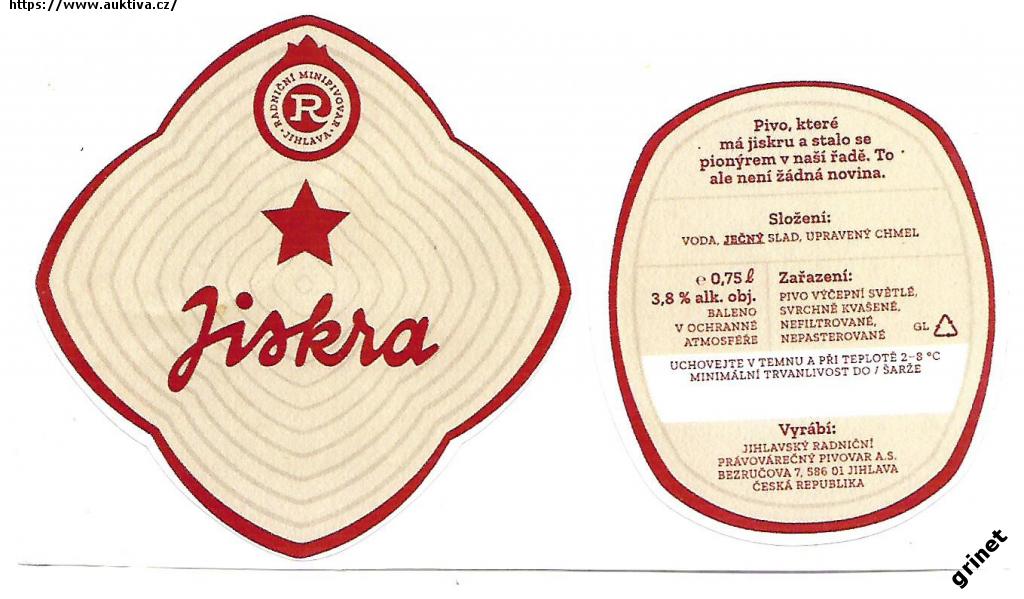 https://www.auktiva.cz/
RADNIČNÍ MINIPIVOVAR
R
• JIHLAVA •
Jiskra
Pivo, které
má jiskru a stalo se
pionýrem v naší řadě. To
ale není žádná novina.
Složení:
VODA, JEČNÝ SLAD, UPRAVENÝ CHMEL
℮ 0,75 ℓ
3,8 % alk. obj.
BALENO
V OCHRANNÉ
ATMOSFÉŘE
Zařazení:
PIVO VÝČEPNÍ SVĚTLÉ,
SVRCHNĚ KVAŠENÉ,
NEFILTROVANÉ,
NEPASTEROVANÉ
GL
UCHOVEJTE V TEMNU A PŘI TEPLOTĚ 2–8 °C
MINIMÁLNÍ TRVANLIVOST DO / ŠARŽE
Vyrábí:
JIHLAVSKÝ RADNIČNÍ
PRÁVOVÁREČNÝ PIVOVAR A.S.
BEZRUČOVA 7, 586 01 JIHLAVA
ČESKÁ REPUBLIKA
grinet